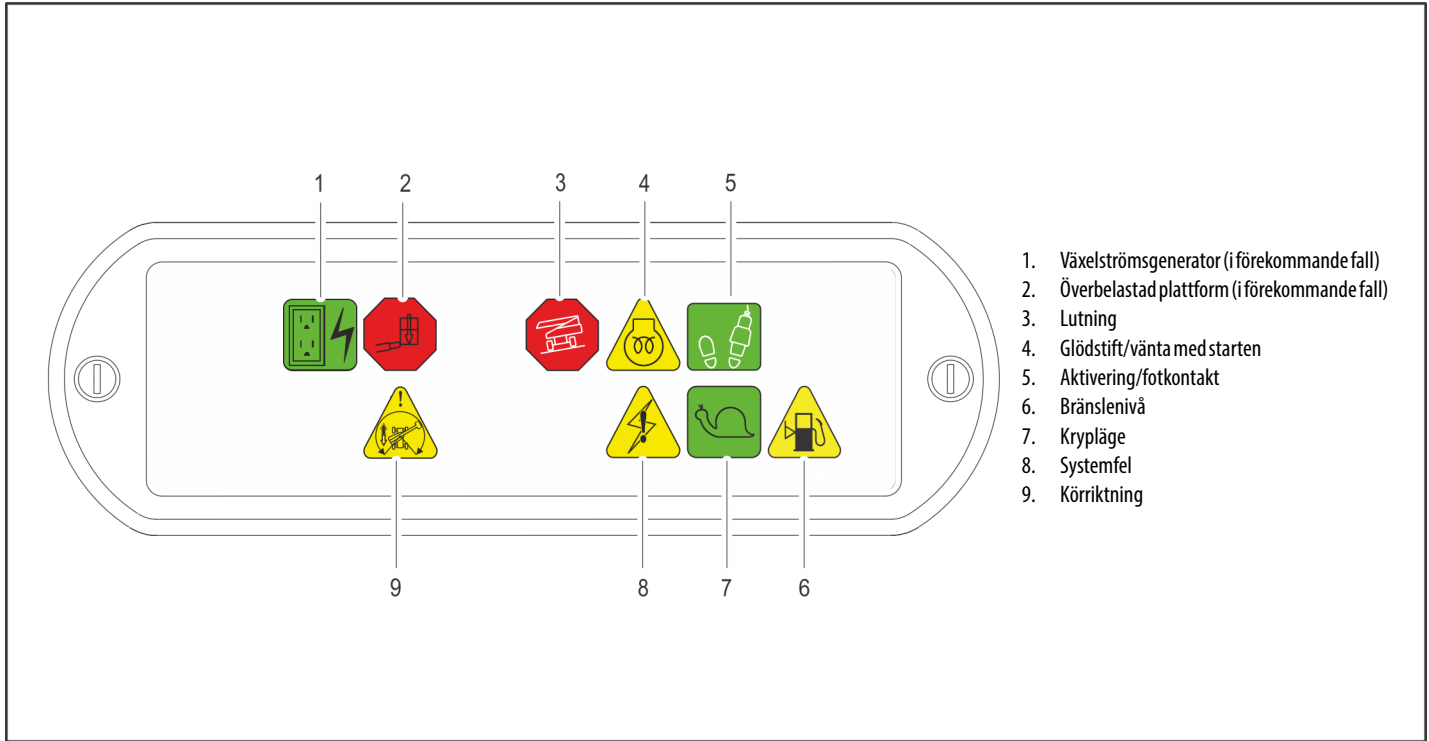 1 2 3 4 5
1. Växelströmsgenerator (i förekommande fall)
2. Överbelastad plattform (i förekommande fall)
3. Lutning
4. Glödstift/vänta med starten
5. Aktivering/fotkontakt
6. Bränslenivå
7. Krypläge
8. Systemfel
9. Körriktning
!
9 8 7 6